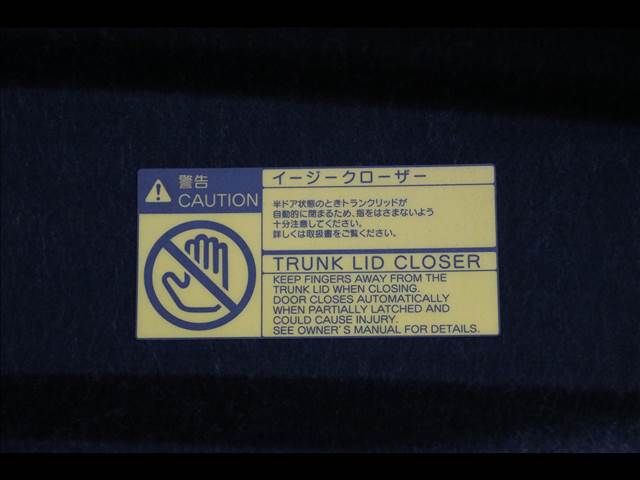 警告
CAUTION
イージークローザー
半ドア状態のときトランクリッドが
自動的に閉まるため、指をはさまないよう
十分注意してください。
詳しくは取扱書をご覧ください。
TRUNK LID CLOSER
KEEP FINGERS AWAY FROM THE
TRUNK LID WHEN CLOSING.
DOOR CLOSES AUTOMATICALLY
WHEN PARTIALLY LATCHED AND
COULD CAUSE INJURY.
SEE OWNER'S MANUAL FOR DETAILS.